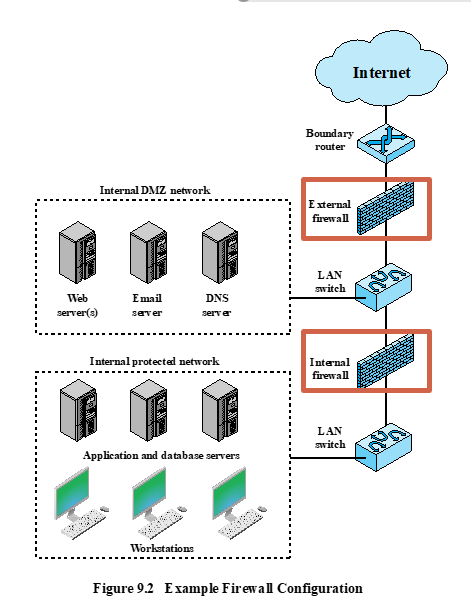 Internet
Boundary
router
Internal DMZ network
External
firewall
Web
server(s)
Email
server
DNS
server
LAN
switch
Internal protected network
Internal
firewall
Application and database servers
LAN
switch
Workstations
Figure 9.2 Example Firewall Configuration